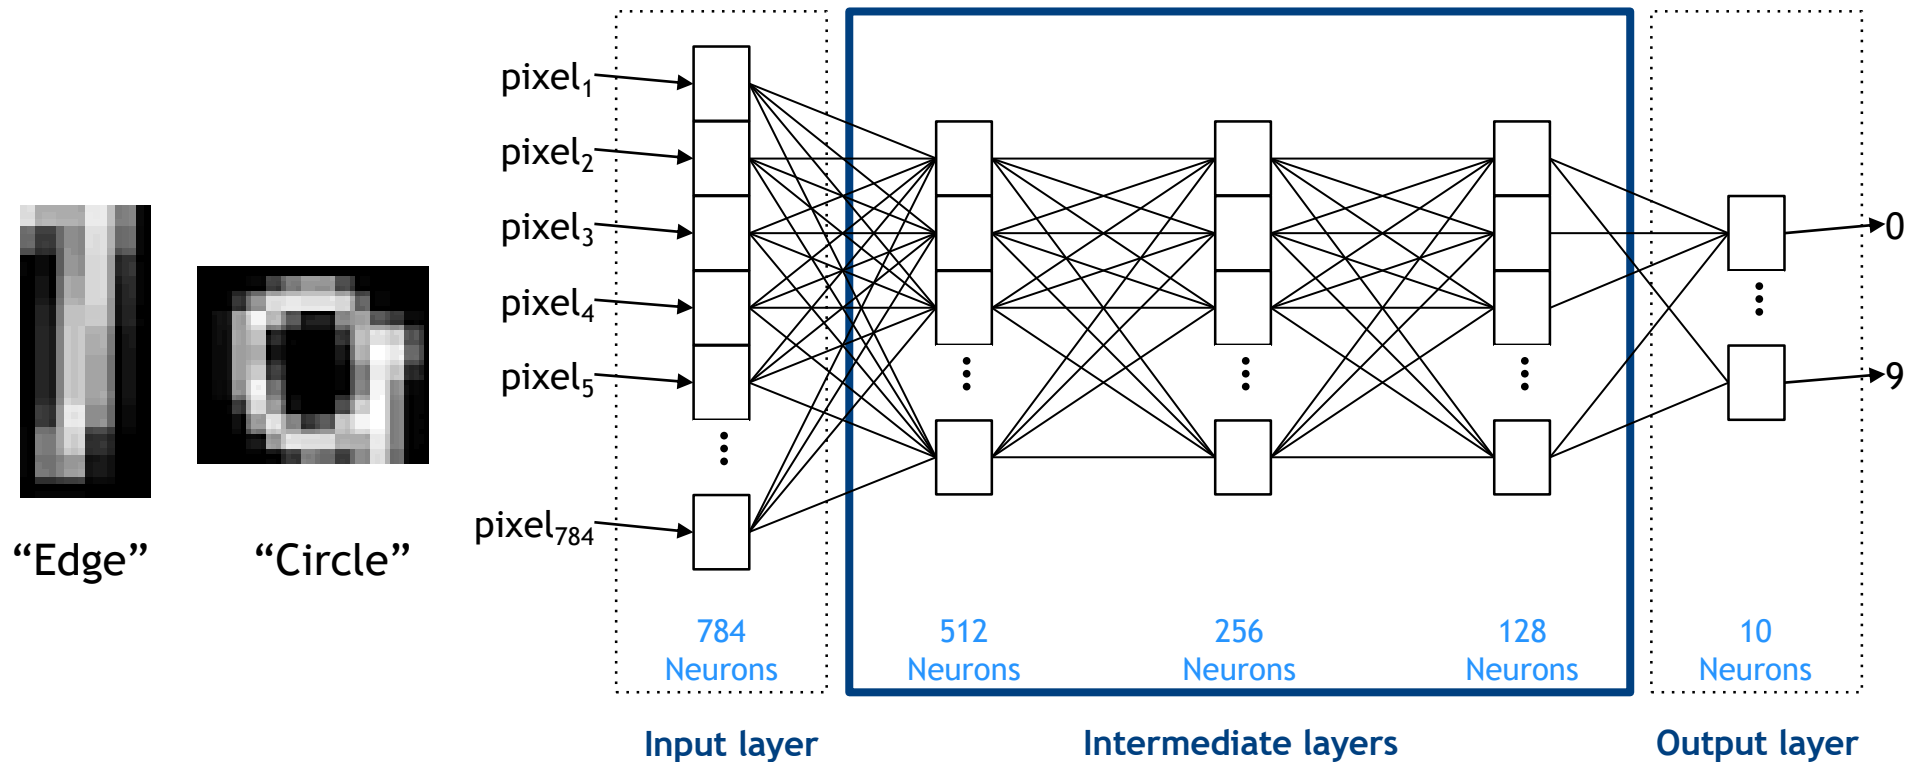 pixel₁
pixel₂
pixel₃
pixel₄
pixel₅
pixel₇₈₄
0
9
“Edge”
“Circle”
784
Neurons
512
Neurons
256
Neurons
128
Neurons
10
Neurons
Input layer
Intermediate layers
Output layer